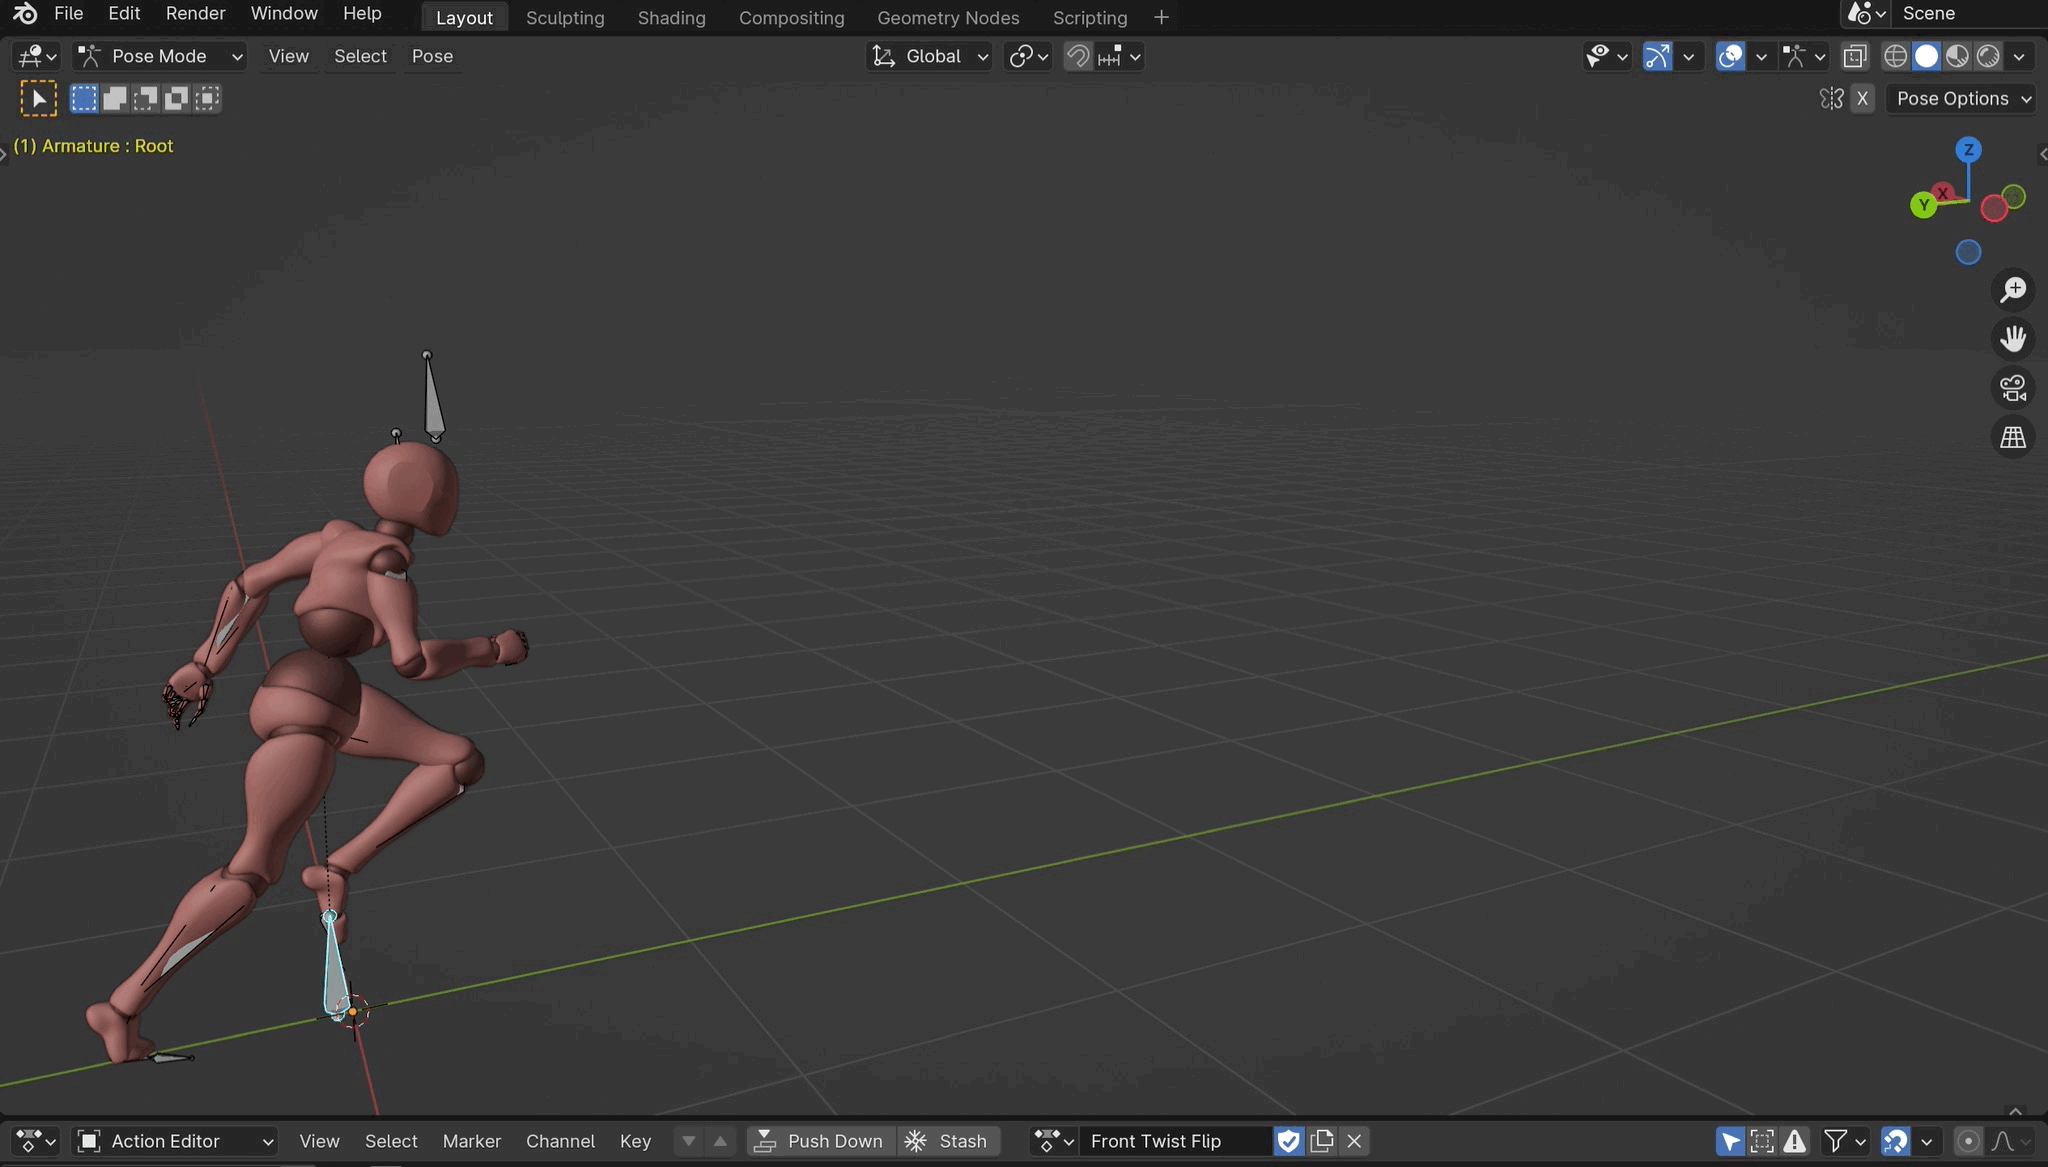 File Edit Render Window Help Layout Sculpting Shading Compositing Geometry Nodes Scripting + Scene
Pose Mode View Select Pose Global
X Pose Options
(1) Armature : Root
Z
X
Y
Action Editor View Select Marker Channel Key Push Down Stash Front Twist Flip